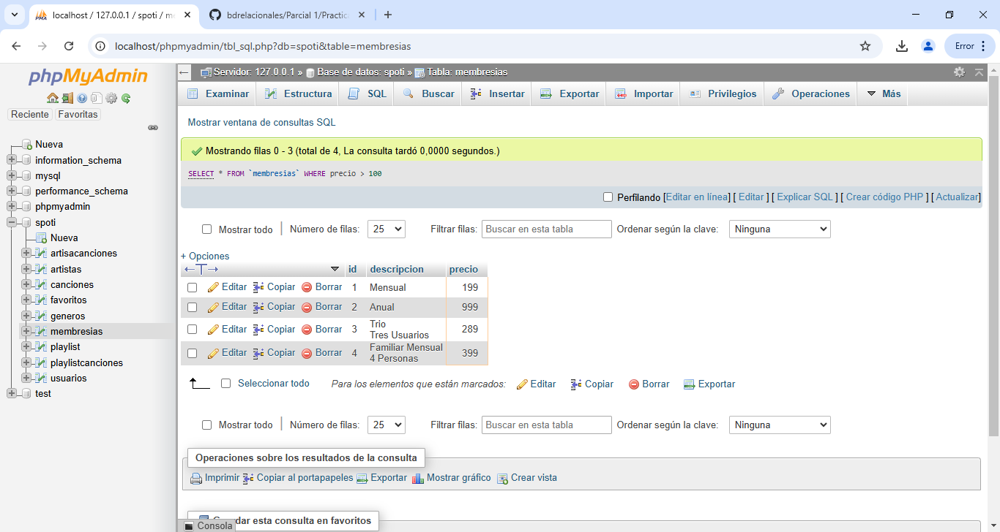 localhost / 127.0.0.1 / spoti / m
bdrelacionales/Parcial 1/Practic
localhost/phpmyadmin/tbl_sql.php?db=spoti&table=membresias
Error
phpMyAdmin
Reciente Favoritas
Nueva
information_schema
mysql
performance_schema
phpmyadmin
spoti
Nueva
artisacanciones
artistas
canciones
favoritos
generos
membresias
playlist
playlistcanciones
usuarios
test
Servidor: 127.0.0.1 » Base de datos: spoti » Tabla: membresias
Examinar Estructura SQL Buscar Insertar Exportar Importar Privilegios Operaciones Más
Mostrar ventana de consultas SQL
Mostrando filas 0 - 3 (total de 4, La consulta tardó 0,0000 segundos.)
SELECT * FROM `membresias` WHERE precio > 100
Perfilando [Editar en línea] [ Editar ] [ Explicar SQL ] [ Crear código PHP ] [ Actualizar]
Mostrar todo | Número de filas: 25 Filtrar filas: Buscar en esta tabla Ordenar según la clave: Ninguna
+ Opciones
←T→ id descripcion precio
Editar Copiar Borrar 1 Mensual 199
Editar Copiar Borrar 2 Anual 999
Editar Copiar Borrar 3 Trio
Tres Usuarios 289
Editar Copiar Borrar 4 Familiar Mensual
4 Personas 399
Seleccionar todo Para los elementos que están marcados: Editar Copiar Borrar Exportar
Mostrar todo | Número de filas: 25 Filtrar filas: Buscar en esta tabla Ordenar según la clave: Ninguna
Operaciones sobre los resultados de la consulta
Imprimir Copiar al portapapeles Exportar Mostrar gráfico Crear vista
dar esta consulta en favoritos
Consola